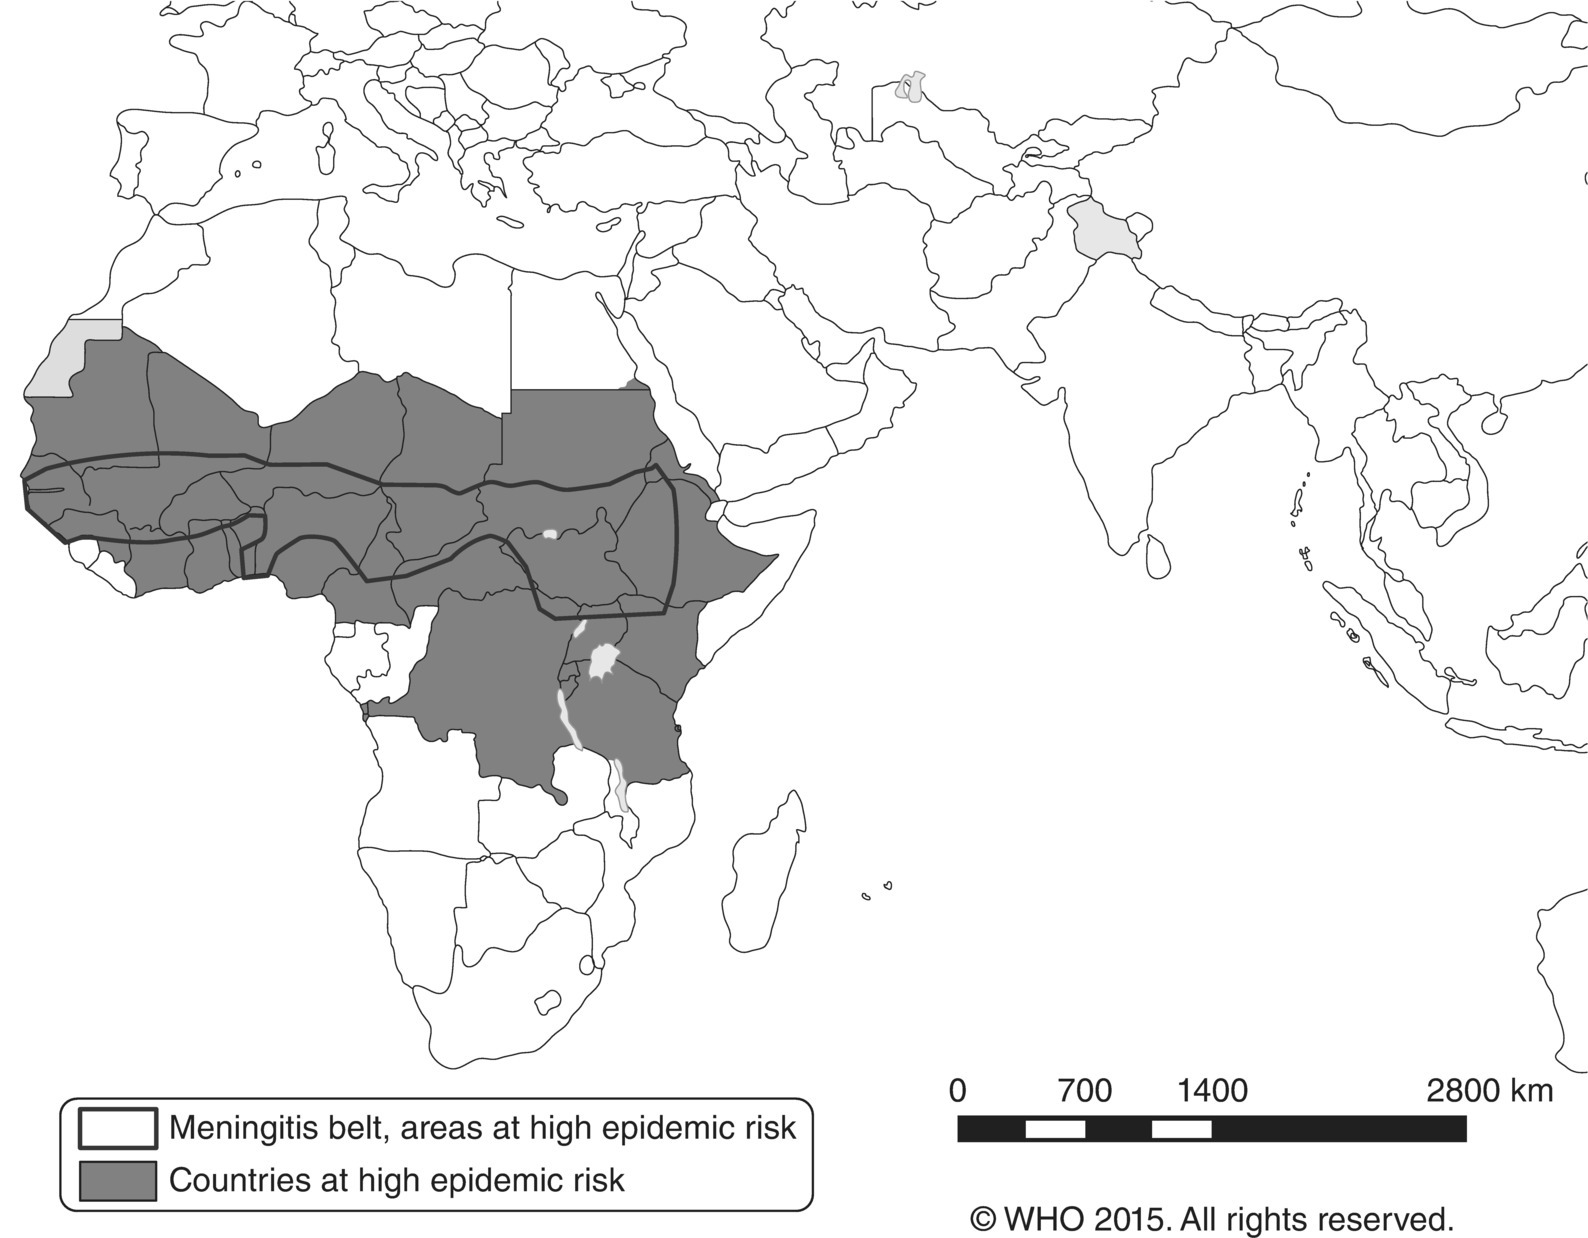 Meningitis belt, areas at high epidemic risk
Countries at high epidemic risk
0 700 1400 2800 km
© WHO 2015. All rights reserved.